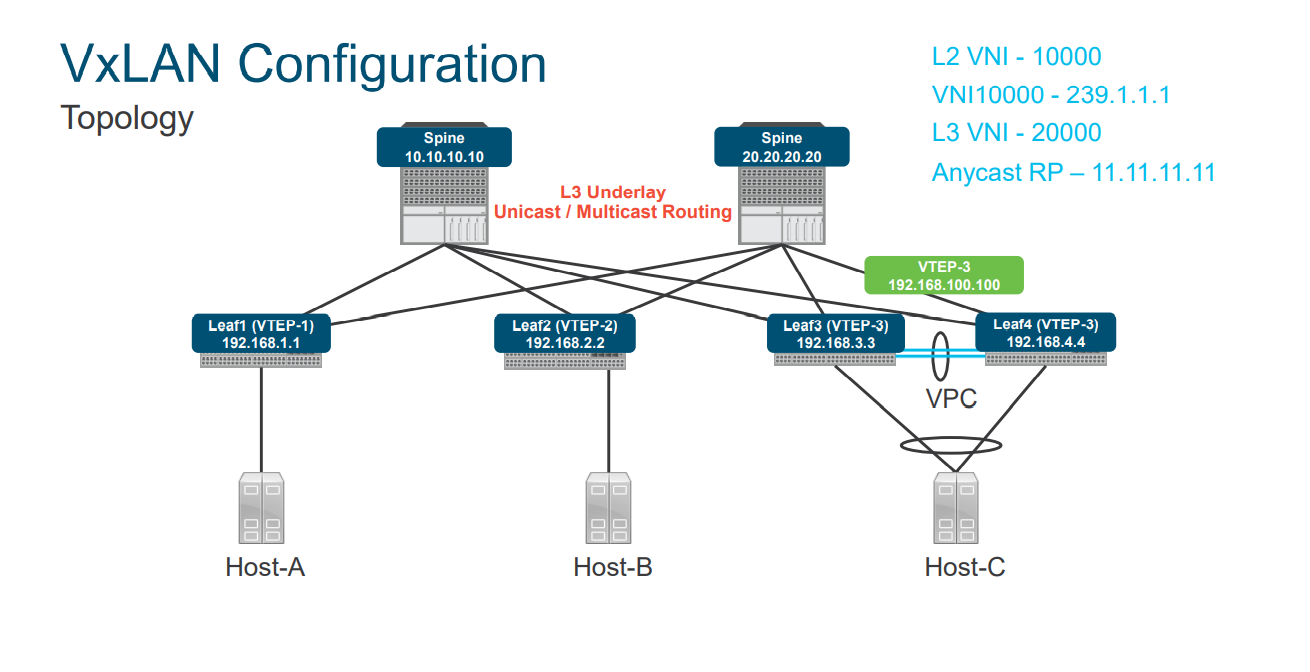 VxLAN Configuration
Topology
L2 VNI - 10000
VNI10000 - 239.1.1.1
L3 VNI - 20000
Anycast RP – 11.11.11.11
Spine
10.10.10.10
Spine
20.20.20.20
L3 Underlay
Unicast / Multicast Routing
VTEP-3
192.168.100.100
Leaf1 (VTEP-1)
192.168.1.1
Leaf2 (VTEP-2)
192.168.2.2
Leaf3 (VTEP-3)
192.168.3.3
Leaf4 (VTEP-3)
192.168.4.4
VPC
Host-A
Host-B
Host-C